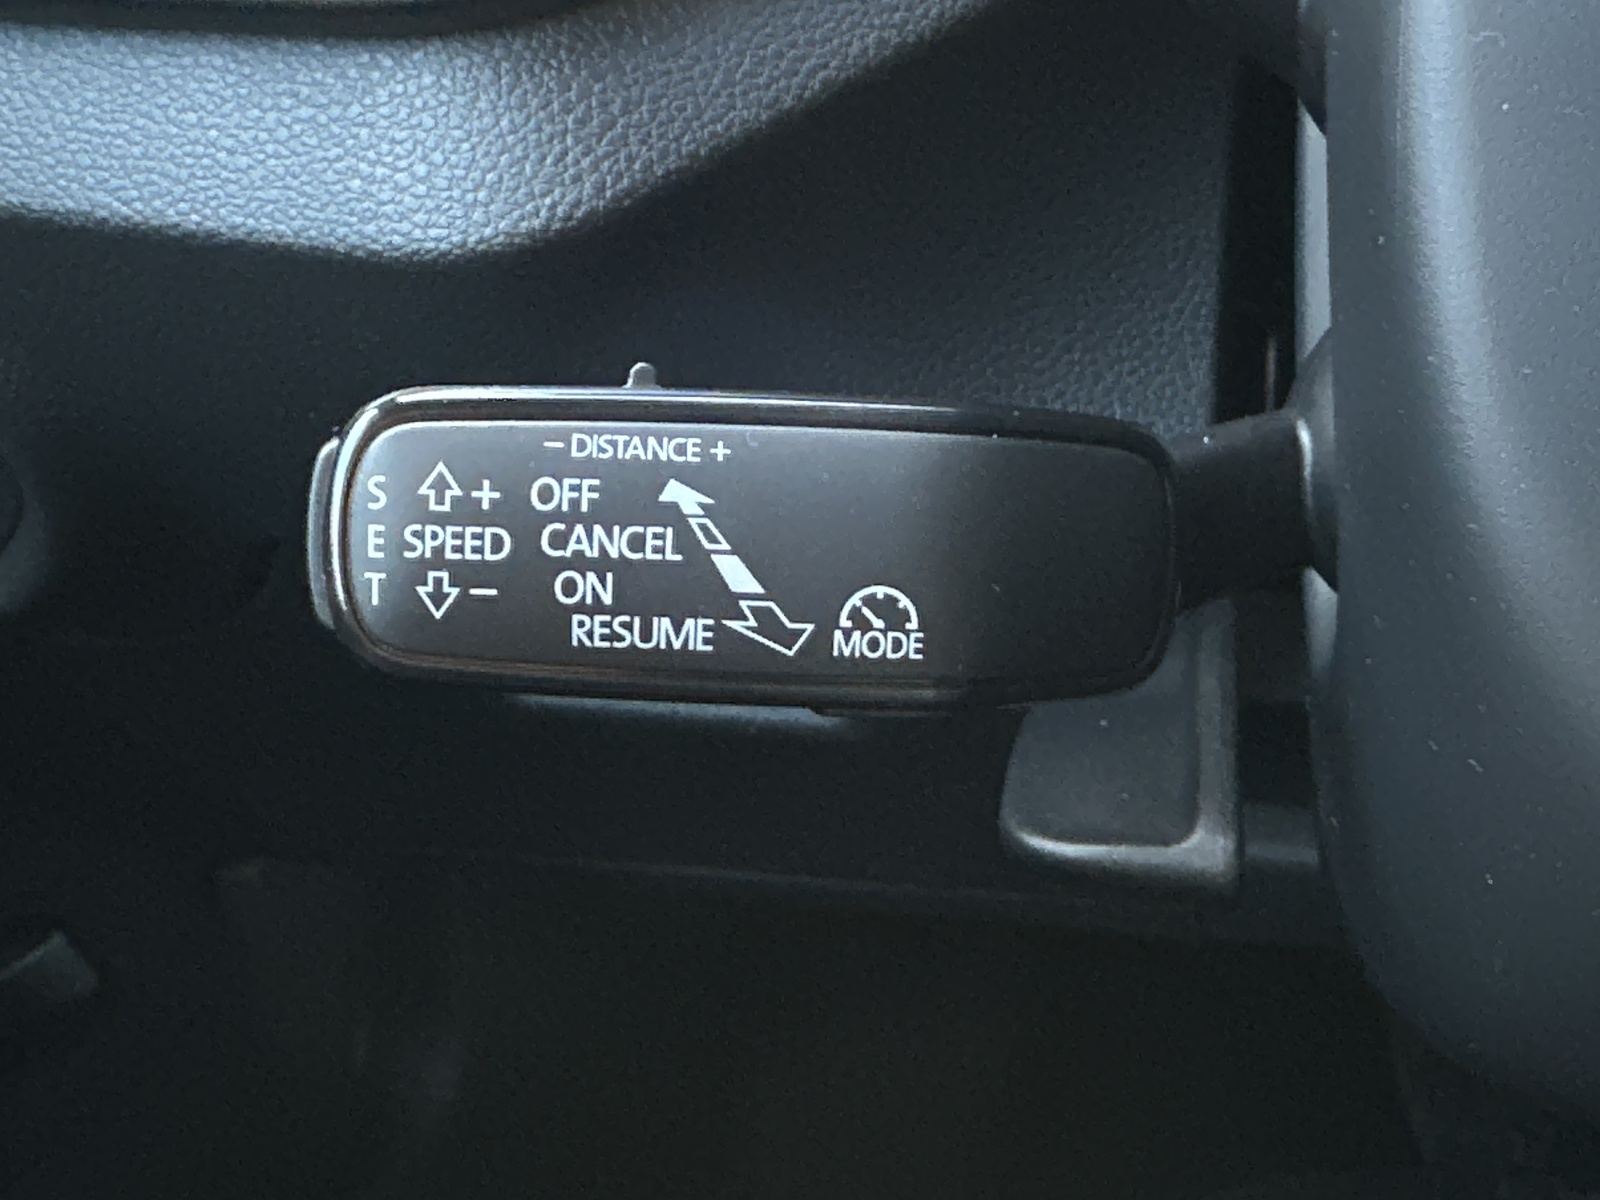 − DISTANCE +
S + OFF
E SPEED CANCEL
T − ON
RESUME MODE